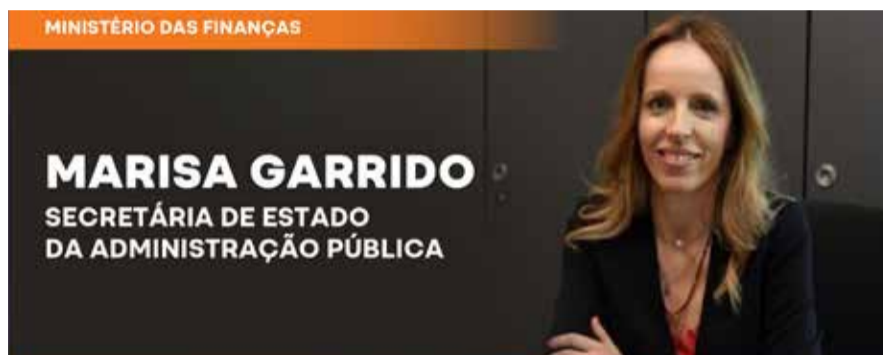 MINISTÉRIO DAS FINANÇAS
MARISA GARRIDO
SECRETÁRIA DE ESTADO
DA ADMINISTRAÇÃO PÚBLICA